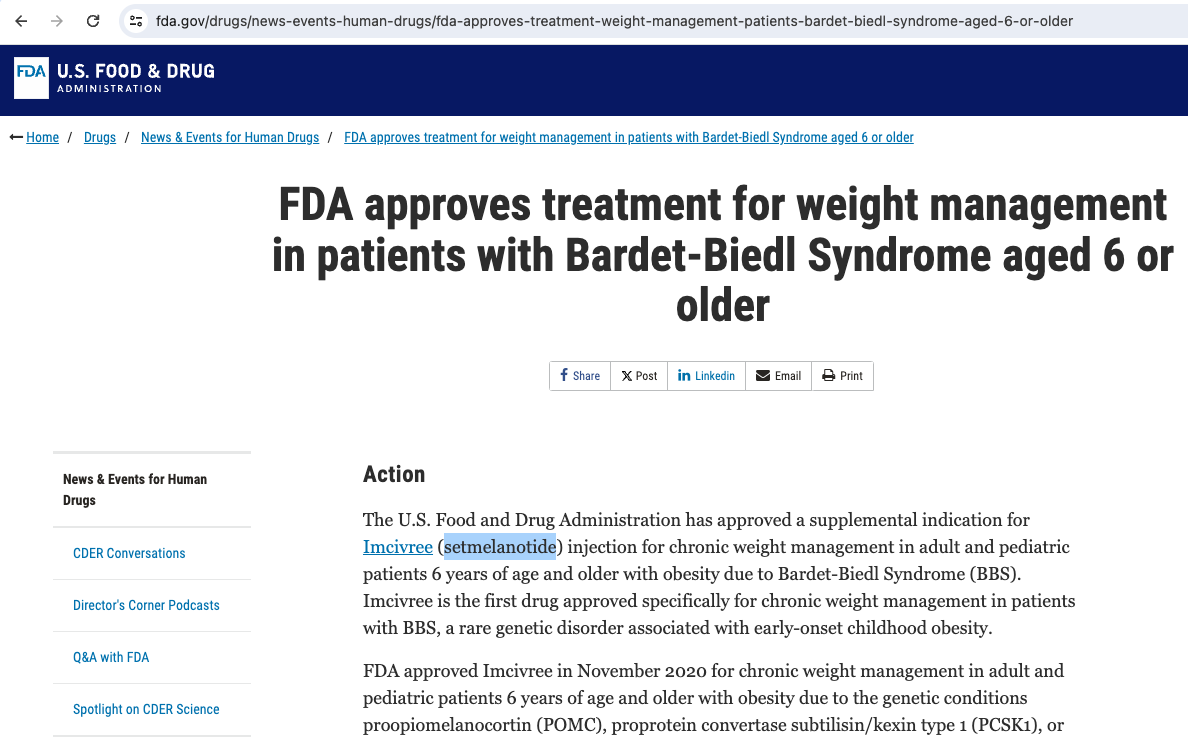 fda.gov/drugs/news-events-human-drugs/fda-approves-treatment-weight-management-patients-bardet-biedl-syndrome-aged-6-or-older
FDA U.S. FOOD & DRUG
ADMINISTRATION
Home / Drugs / News & Events for Human Drugs / FDA approves treatment for weight management in patients with Bardet-Biedl Syndrome aged 6 or older
FDA approves treatment for weight management
in patients with Bardet-Biedl Syndrome aged 6 or
older
Share Post Linkedin Email Print
News & Events for Human
Drugs
CDER Conversations
Director's Corner Podcasts
Q&A with FDA
Spotlight on CDER Science
Action
The U.S. Food and Drug Administration has approved a supplemental indication for
Imcivree (setmelanotide) injection for chronic weight management in adult and pediatric
patients 6 years of age and older with obesity due to Bardet-Biedl Syndrome (BBS).
Imcivree is the first drug approved specifically for chronic weight management in patients
with BBS, a rare genetic disorder associated with early-onset childhood obesity.
FDA approved Imcivree in November 2020 for chronic weight management in adult and
pediatric patients 6 years of age and older with obesity due to the genetic conditions
proopiomelanocortin (POMC), proprotein convertase subtilisin/kexin type 1 (PCSK1), or